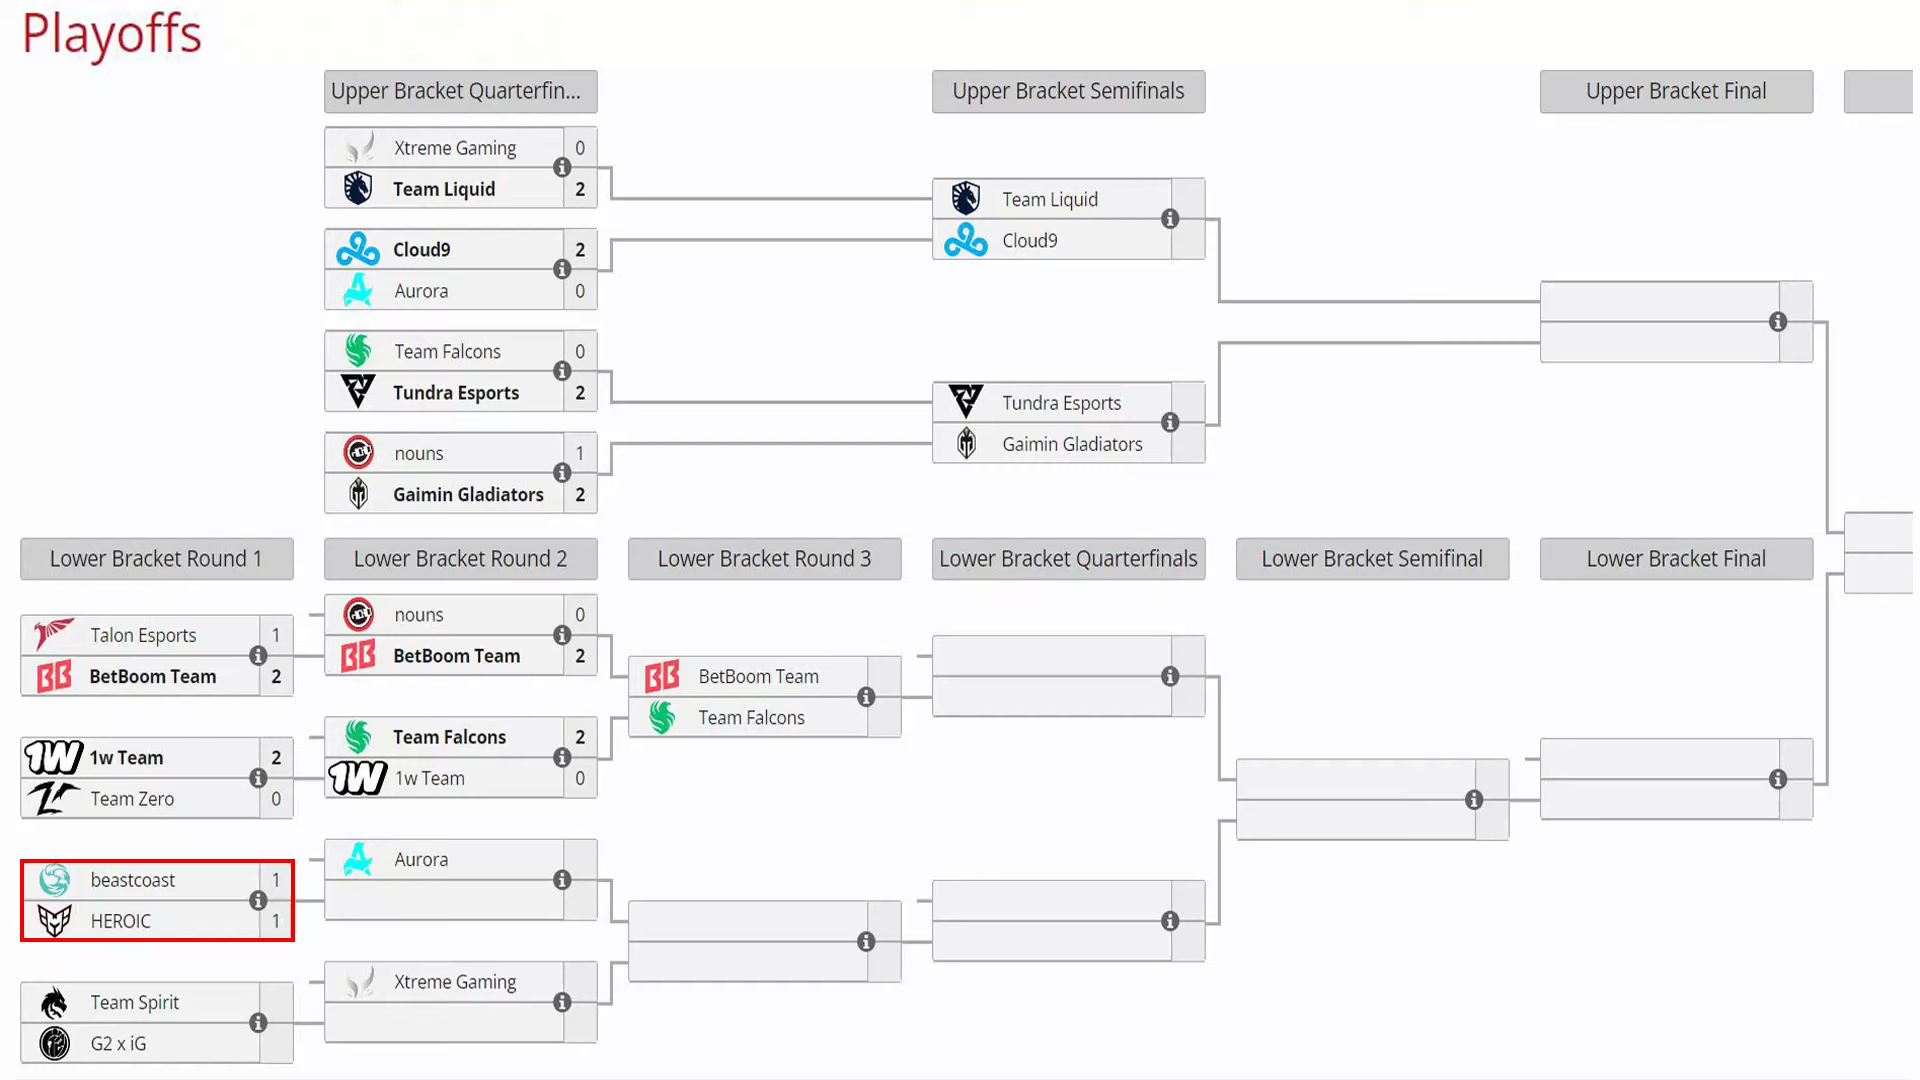 Playoffs
Upper Bracket Quarterfin...
Upper Bracket Semifinals
Upper Bracket Final
Xtreme Gaming 0
Team Liquid 2
Cloud9 2
Aurora 0
Team Falcons 0
Tundra Esports 2
nouns 1
Gaimin Gladiators 2
Team Liquid
Cloud9
Tundra Esports
Gaimin Gladiators
Lower Bracket Round 1
Lower Bracket Round 2
Lower Bracket Round 3
Lower Bracket Quarterfinals
Lower Bracket Semifinal
Lower Bracket Final
Talon Esports 1
BetBoom Team 2
1W 1w Team 2
Team Zero 0
beastcoast 1
HEROIC 1
Team Spirit
G2 x iG
nouns 0
BetBoom Team 2
Team Falcons 2
1W 1w Team 0
Aurora
Xtreme Gaming
BetBoom Team
Team Falcons